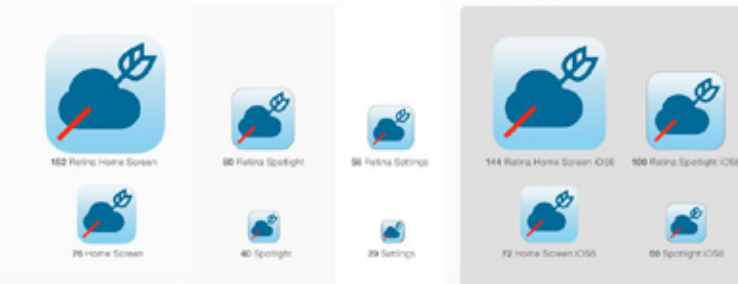 152 Retina Home Screen
80 Retina Spotlight
58 Retina Settings
144 Retina Home Screen iOS6
100 Retina Spotlight iOS6
76 Home Screen
40 Spotlight
29 Settings
72 Home Screen iOS6
50 Spotlight iOS6